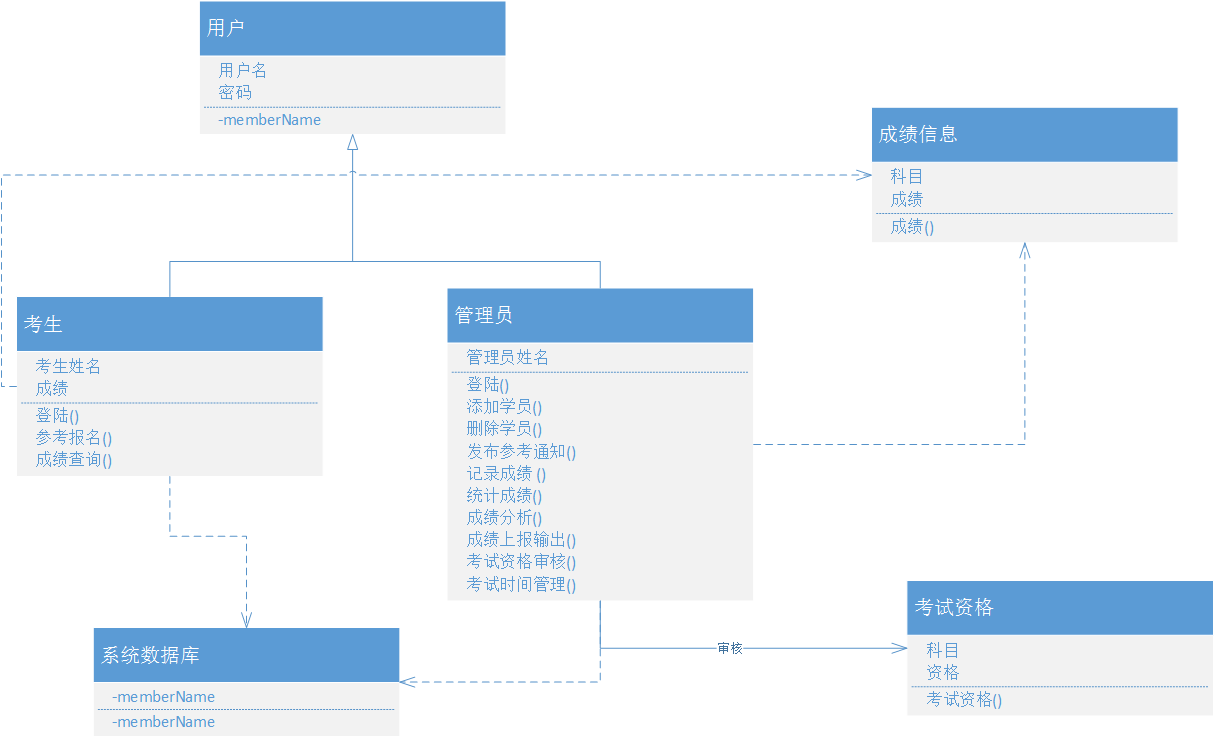 用户
用户名
密码
-memberName
成绩信息
科目
成绩
成绩()
考生
考生姓名
成绩
登陆()
参考报名()
成绩查询()
管理员
管理员姓名
登陆()
添加学员()
删除学员()
发布参考通知()
记录成绩 ()
统计成绩()
成绩分析()
成绩上报输出()
考试资格审核()
考试时间管理()
审核
系统数据库
-memberName
-memberName
考试资格
科目
资格
考试资格()